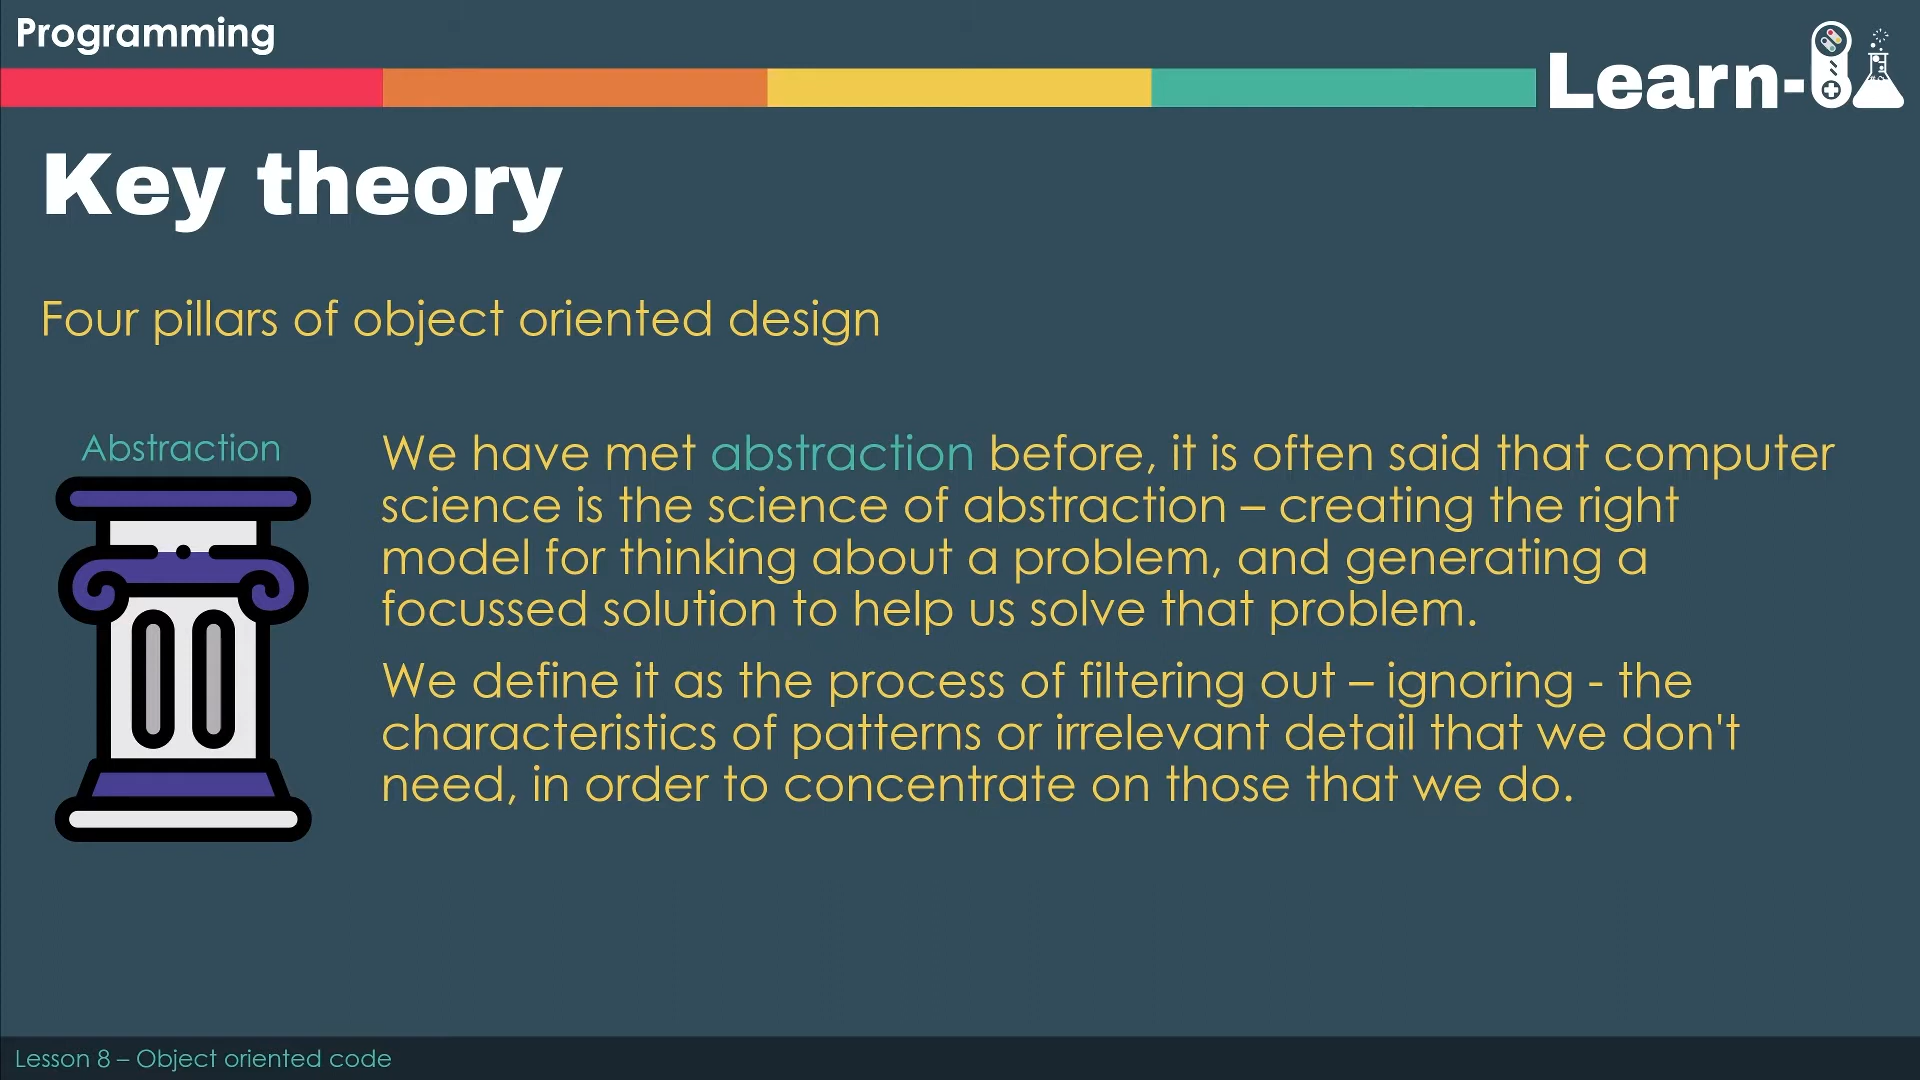 Programming
Learn-
Key theory
Four pillars of object oriented design
Abstraction
We have met abstraction before, it is often said that computer
science is the science of abstraction – creating the right
model for thinking about a problem, and generating a
focussed solution to help us solve that problem.
We define it as the process of filtering out – ignoring - the
characteristics of patterns or irrelevant detail that we don't
need, in order to concentrate on those that we do.
Lesson 8 – Object oriented code